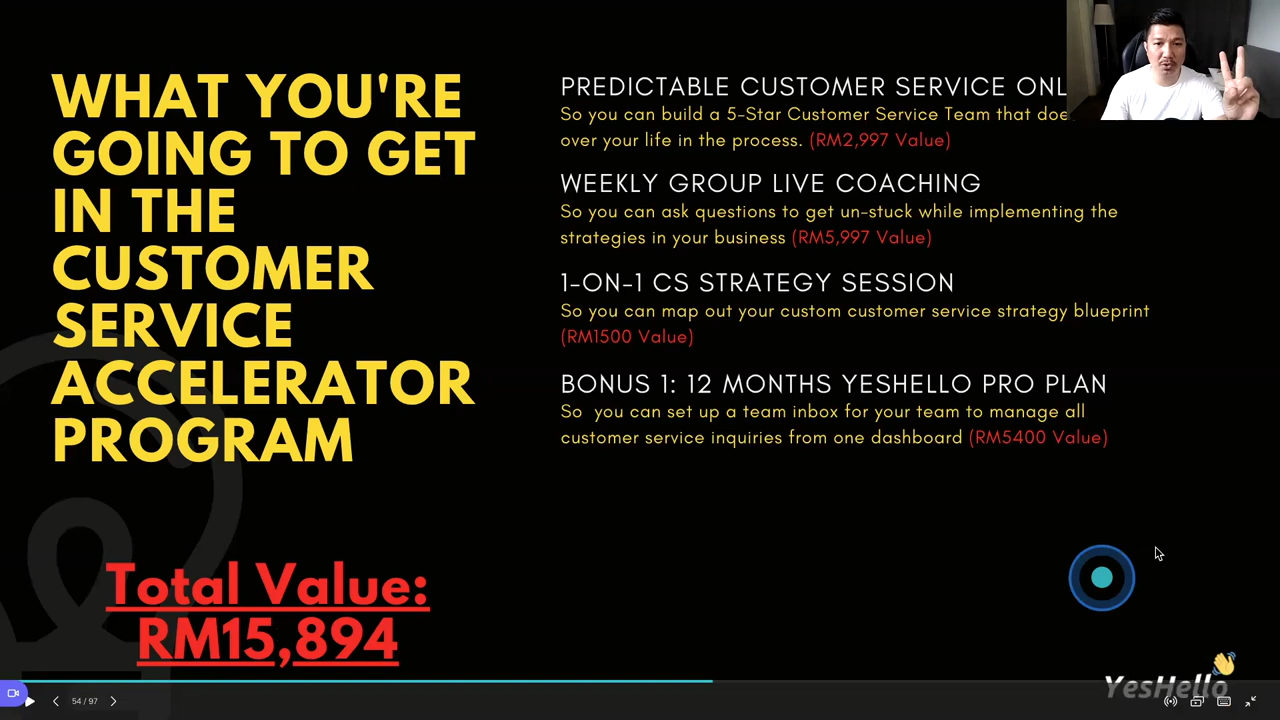 WHAT YOU'RE
GOING TO GET
IN THE
CUSTOMER
SERVICE
ACCELERATOR
PROGRAM
Total Value:
RM15,894
PREDICTABLE CUSTOMER SERVICE
So you can build a 5-Star Customer Service Team that
over your life in the process. (RM2,997 Value)
WEEKLY GROUP LIVE COACHING
So you can ask questions to get un-stuck while implementing the
strategies in your business (RM5,997 Value)
1-ON-1 CS STRATEGY SESSION
So you can map out your custom customer service strategy blueprint
(RM1500 Value)
BONUS 1: 12 MONTHS YESHELLO PRO PLAN
So you can set up a team inbox for your team to manage all
customer service inquiries from one dashboard (RM5400 Value)
YesHello
54 / 97